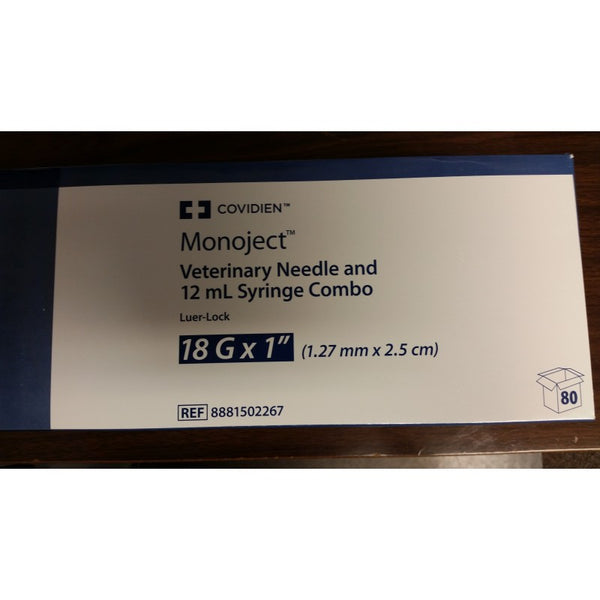 COVIDIEN™
Monoject™
Veterinary Needle and
12 mL Syringe Combo
Luer-Lock
18 G x 1" (1.27 mm x 2.5 cm)
80
REF 8881502267